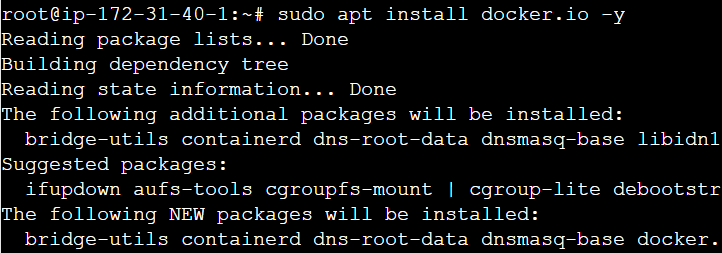 root@ip-172-31-40-1:~# sudo apt install docker.io -y
Reading package lists... Done
Building dependency tree
Reading state information... Done
The following additional packages will be installed:
  bridge-utils containerd dns-root-data dnsmasq-base libidn1
Suggested packages:
  ifupdown aufs-tools cgroupfs-mount | cgroup-lite debootstr
The following NEW packages will be installed:
  bridge-utils containerd dns-root-data dnsmasq-base docker.